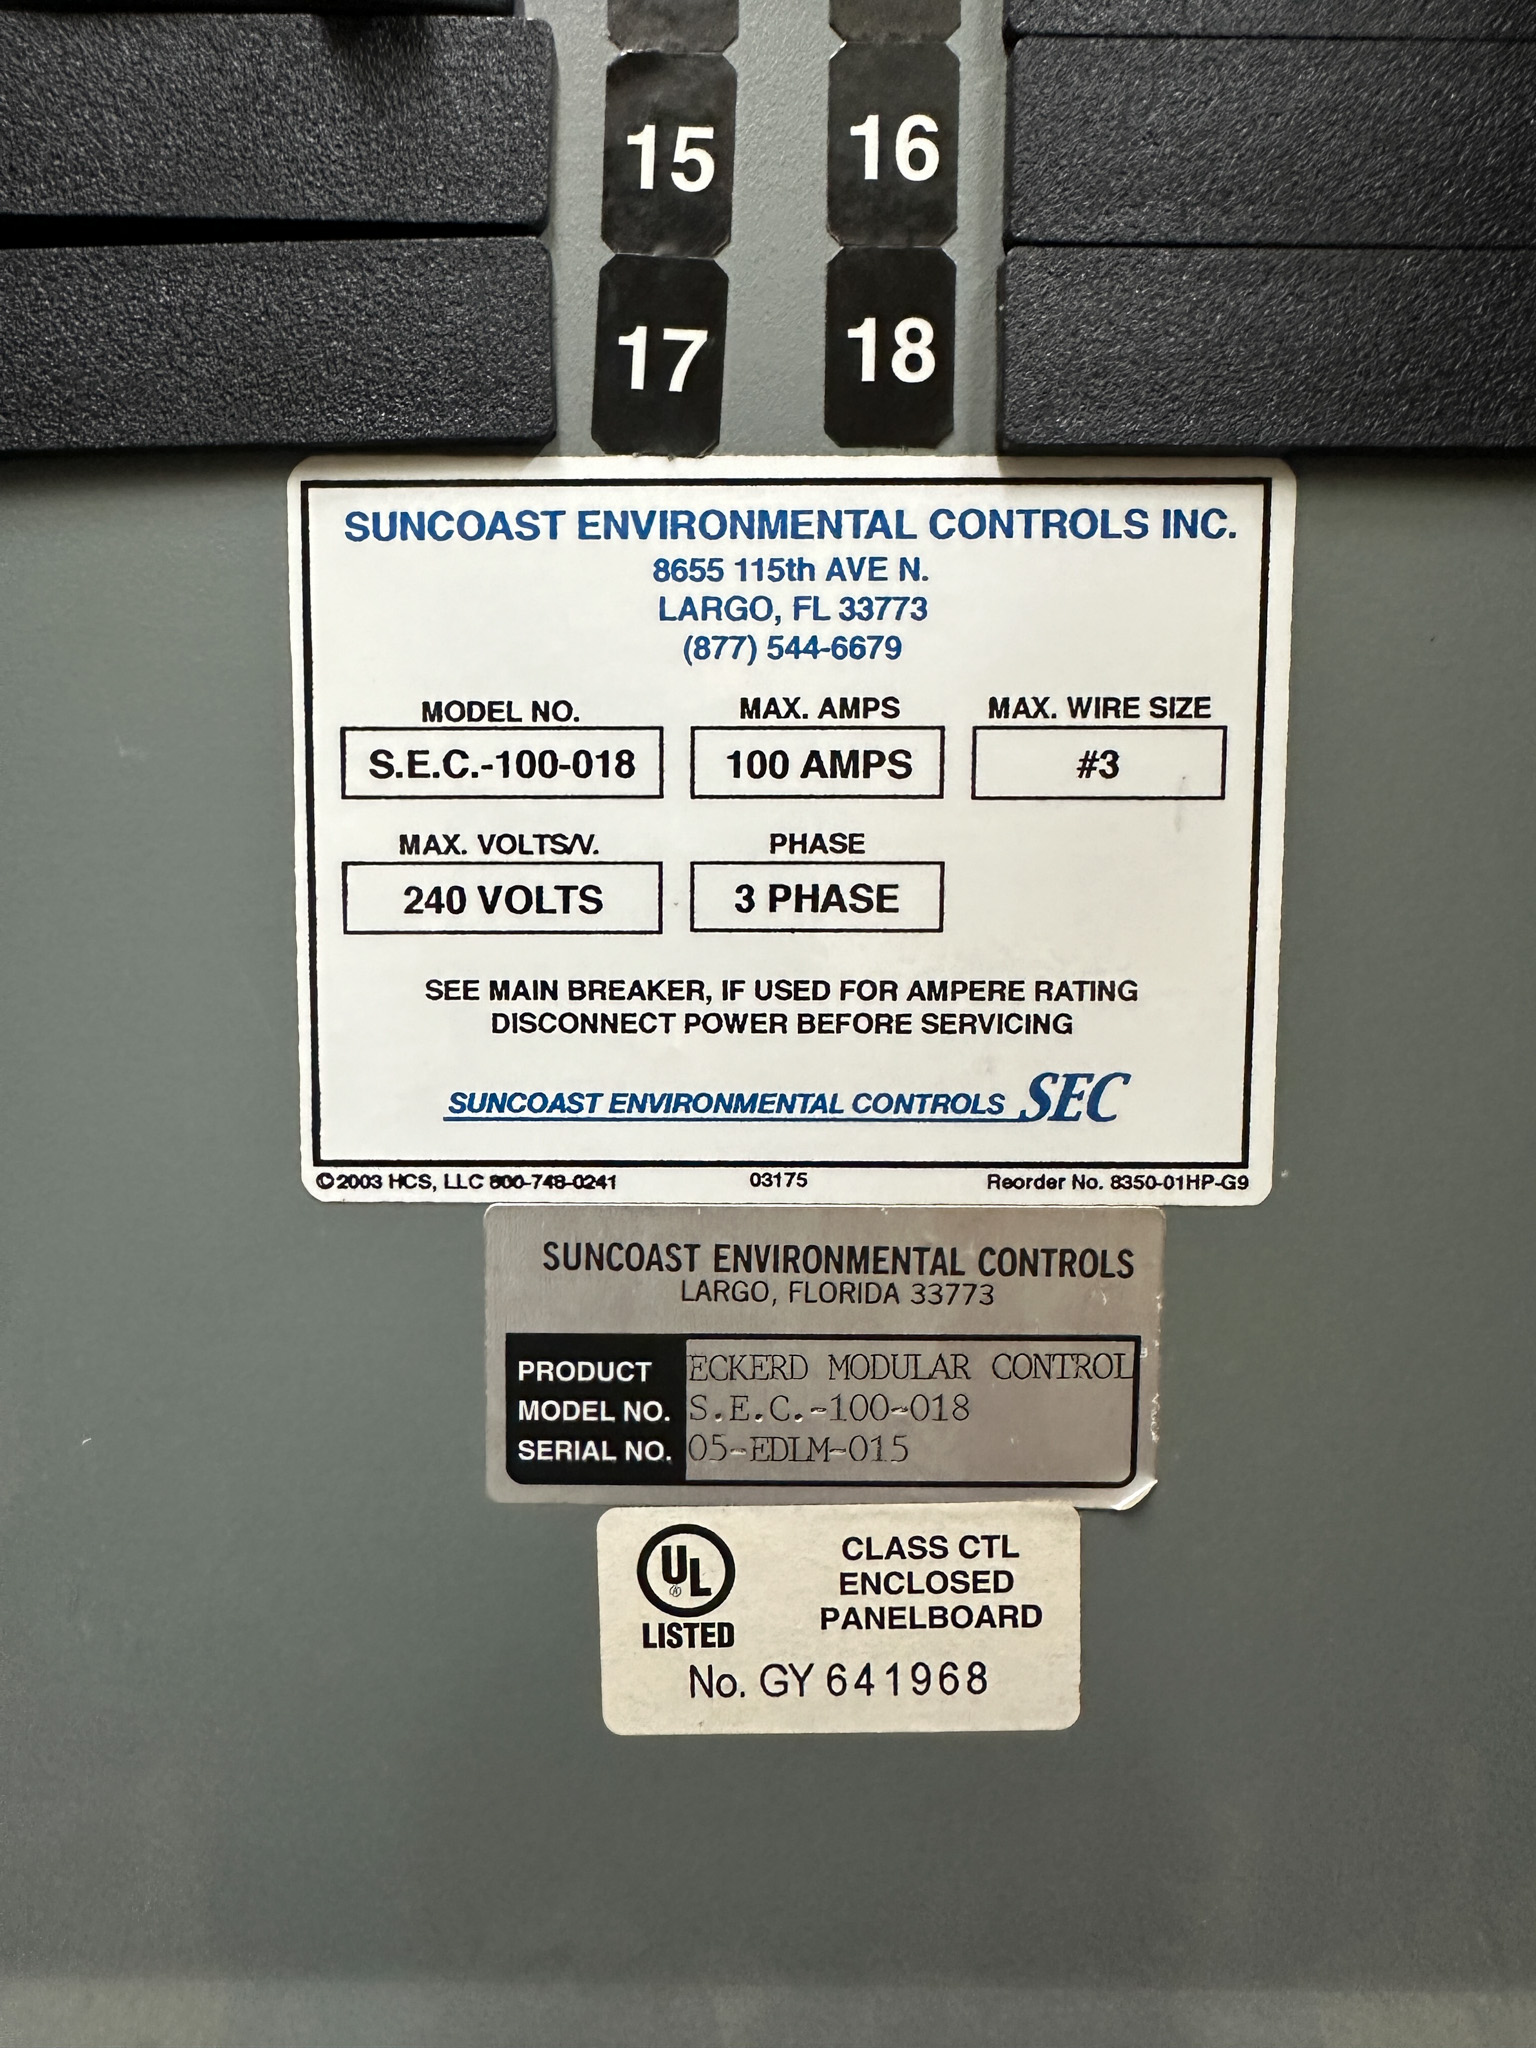 15 16
17 18
SUNCOAST ENVIRONMENTAL CONTROLS INC.
8655 115th AVE N.
LARGO, FL 33773
(877) 544-6679
MODEL NO. MAX. AMPS MAX. WIRE SIZE
S.E.C.-100-018 100 AMPS #3
MAX. VOLTS/V. PHASE
240 VOLTS 3 PHASE
SEE MAIN BREAKER, IF USED FOR AMPERE RATING
DISCONNECT POWER BEFORE SERVICING
SUNCOAST ENVIRONMENTAL CONTROLS SEC
©2003 HCS, LLC 800-748-0241 03175 Reorder No. 8350-01HP-G9
SUNCOAST ENVIRONMENTAL CONTROLS
LARGO, FLORIDA 33773
PRODUCT ECKERD MODULAR CONTROL
MODEL NO. S.E.C.-100-018
SERIAL NO. 05-EDLM-015
UL LISTED
CLASS CTL
ENCLOSED
PANELBOARD
No. GY 641968